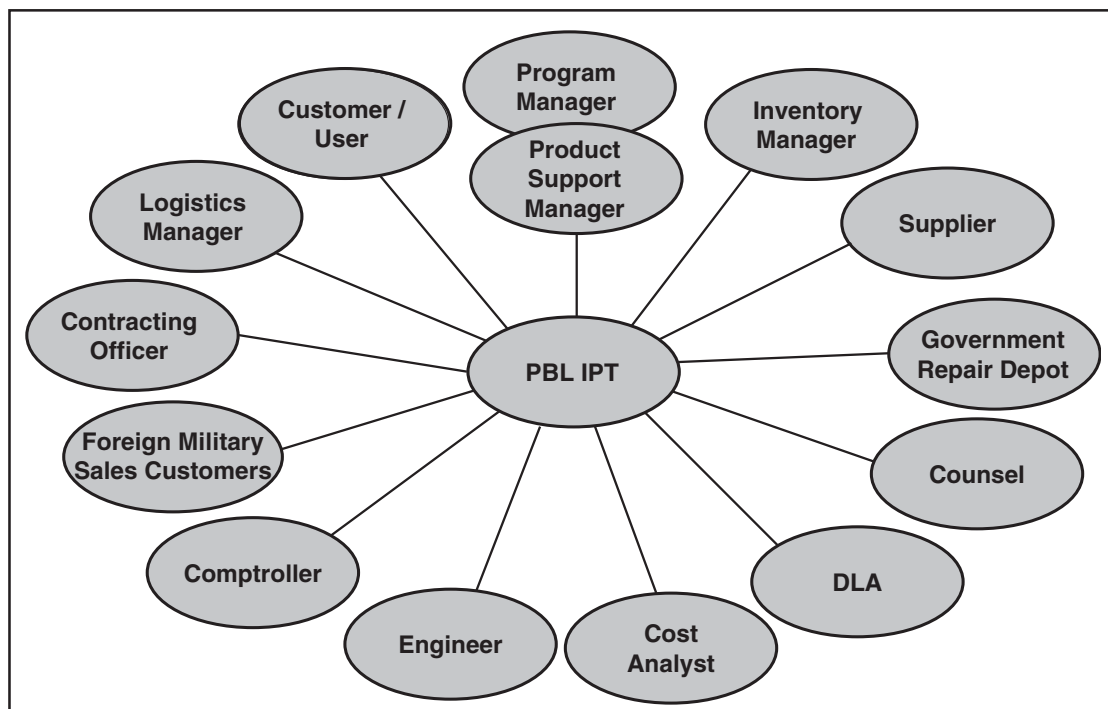 Program
Manager
Product
Support
Manager
Customer /
User
Inventory
Manager
Logistics
Manager
Supplier
Contracting
Officer
Government
Repair Depot
PBL IPT
Foreign Military
Sales Customers
Counsel
Comptroller
DLA
Engineer
Cost
Analyst